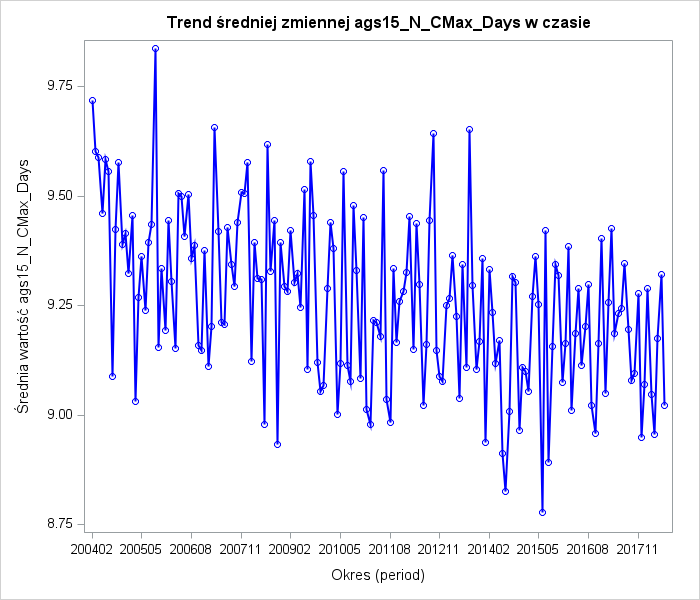 Trend średniej zmiennej ags15_N_CMax_Days w czasie
Średnia wartość ags15_N_CMax_Days
9.75
9.50
9.25
9.00
8.75
200402 200505 200608 200711 200902 201005 201108 201211 201402 201505 201608 201711
Okres (period)